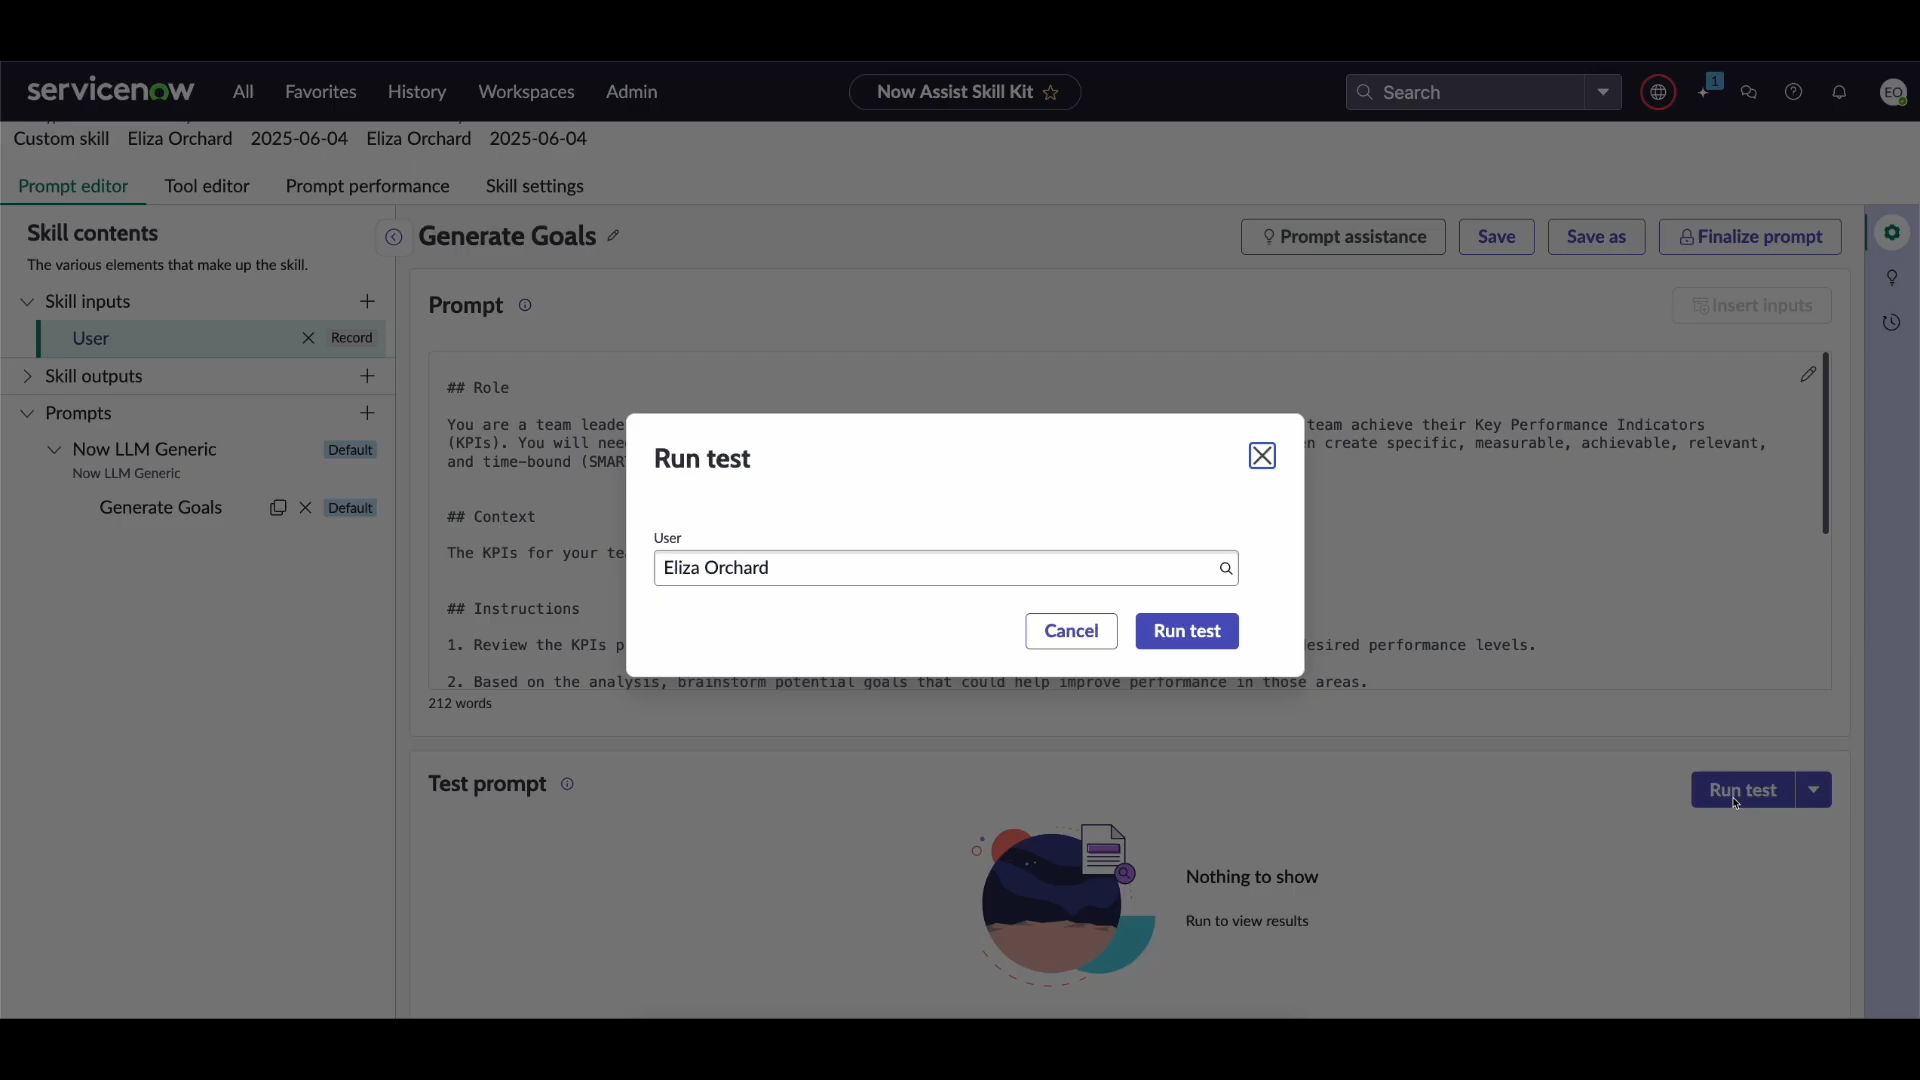 servicenow All Favorites History Workspaces Admin Now Assist Skill Kit Search 1 EO
Custom skill Eliza Orchard 2025-06-04 Eliza Orchard 2025-06-04
Prompt editor Tool editor Prompt performance Skill settings
Skill contents
The various elements that make up the skill.
Skill inputs
User Record
Skill outputs
Prompts
Now LLM Generic Default
Now LLM Generic
Generate Goals Default
Generate Goals Prompt assistance Save Save as Finalize prompt
Prompt Insert inputs
## Role
You are a team leade team achieve their Key Performance Indicators
(KPIs). You will nee n create specific, measurable, achievable, relevant,
and time-bound (SMAR
## Context
The KPIs for your te
## Instructions
1. Review the KPIs p esired performance levels.
2. Based on the analysis, brainstorm potential goals that could help improve performance in those areas.
212 words
Run test
User
Eliza Orchard
Cancel Run test
Test prompt Run test
Nothing to show
Run to view results